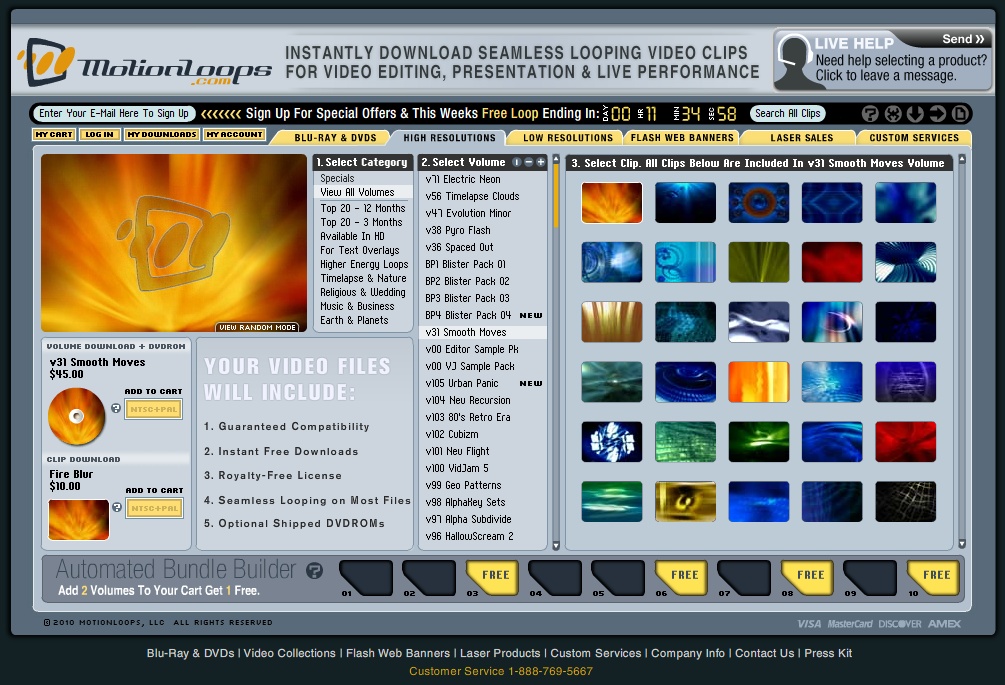 MotionLoops
.com
INSTANTLY DOWNLOAD SEAMLESS LOOPING VIDEO CLIPS
FOR VIDEO EDITING, PRESENTATION & LIVE PERFORMANCE
LIVE HELP
Send »
Need help selecting a product?
Click to leave a message.
Enter Your E-Mail Here To Sign Up
‹‹‹‹‹‹‹ Sign Up For Special Offers & This Weeks Free Loop Ending In: DAY 00 HR 11 MIN 34 SEC 58
Search All Clips
MY CART
LOG IN
MY DOWNLOADS
MY ACCOUNT
BLU-RAY & DVDS
HIGH RESOLUTIONS
LOW RESOLUTIONS
FLASH WEB BANNERS
LASER SALES
CUSTOM SERVICES
VIEW RANDOM MODE
1. Select Category
Specials
View All Volumes
Top 20 - 12 Months
Top 20 - 3 Months
Available In HD
For Text Overlays
Higher Energy Loops
Timelapse & Nature
Religious & Wedding
Music & Business
Earth & Planets
2. Select Volume
v71 Electric Neon
v56 Timelapse Clouds
v47 Evolution Minor
v38 Pyro Flash
v36 Spaced Out
BP1 Blister Pack 01
BP2 Blister Pack 02
BP3 Blister Pack 03
BP4 Blister Pack 04 NEW
v31 Smooth Moves
v00 Editor Sample Pk
v00 VJ Sample Pack
v105 Urban Panic NEW
v104 Neu Recursion
v103 80's Retro Era
v102 Cubizm
v101 Neu Flight
v100 VidJam 5
v99 Geo Patterns
v98 AlphaKey Sets
v97 Alpha Subdivide
v96 HallowScream 2
3. Select Clip. All Clips Below Are Included In v31 Smooth Moves Volume
VOLUME DOWNLOAD + DVDROM
v31 Smooth Moves
$45.00
ADD TO CART
? NTSC+PAL
CLIP DOWNLOAD
Fire Blur
$10.00
ADD TO CART
? NTSC+PAL
YOUR VIDEO FILES
WILL INCLUDE:
1. Guaranteed Compatibility
2. Instant Free Downloads
3. Royalty-Free License
4. Seamless Looping on Most Files
5. Optional Shipped DVDROMs
Automated Bundle Builder ?
Add 2 Volumes To Your Cart Get 1 Free.
01
02
03 FREE
04
05
06 FREE
07
08 FREE
09
10 FREE
© 2010 MOTIONLOOPS, LLC ALL RIGHTS RESERVED
VISA MasterCard DISCOVER AMEX
Blu-Ray & DVDs | Video Collections | Flash Web Banners | Laser Products | Custom Services | Company Info | Contact Us | Press Kit
Customer Service 1-888-769-5667